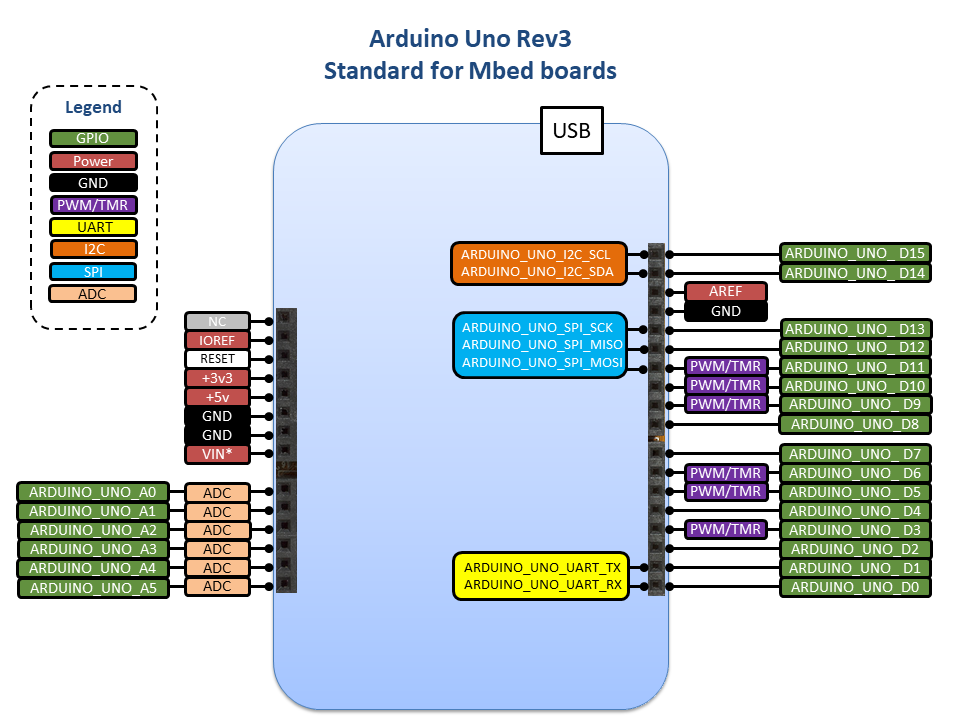 Arduino Uno Rev3
Standard for Mbed boards
Legend
GPIO
Power
GND
PWM/TMR
UART
I2C
SPI
ADC
USB
NC
IOREF
RESET
+3v3
+5v
GND
GND
VIN*
ARDUINO_UNO_A0 ADC
ARDUINO_UNO_A1 ADC
ARDUINO_UNO_A2 ADC
ARDUINO_UNO_A3 ADC
ARDUINO_UNO_A4 ADC
ARDUINO_UNO_A5 ADC
ARDUINO_UNO_I2C_SCL
ARDUINO_UNO_I2C_SDA
ARDUINO_UNO_SPI_SCK
ARDUINO_UNO_SPI_MISO
ARDUINO_UNO_SPI_MOSI
ARDUINO_UNO_UART_TX
ARDUINO_UNO_UART_RX
ARDUINO_UNO_ D15
ARDUINO_UNO_ D14
AREF
GND
ARDUINO_UNO_ D13
ARDUINO_UNO_ D12
PWM/TMR ARDUINO_UNO_ D11
PWM/TMR ARDUINO_UNO_ D10
PWM/TMR ARDUINO_UNO_ D9
ARDUINO_UNO_D8
ARDUINO_UNO_ D7
PWM/TMR ARDUINO_UNO_ D6
PWM/TMR ARDUINO_UNO_ D5
ARDUINO_UNO_ D4
PWM/TMR ARDUINO_UNO_ D3
ARDUINO_UNO_ D2
ARDUINO_UNO_ D1
ARDUINO_UNO_D0